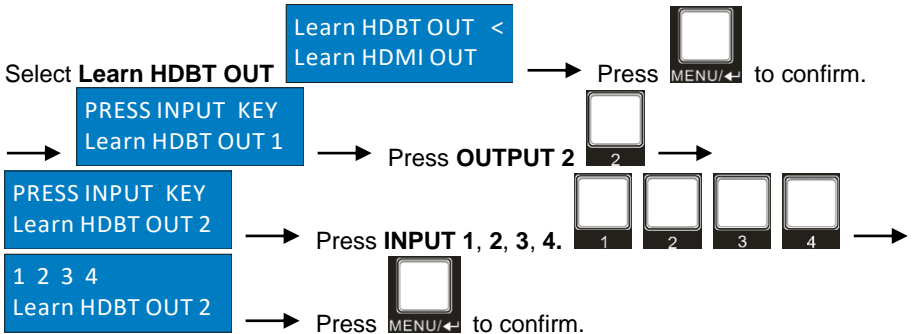 Learn HDBT OUT <
Learn HDMI OUT
Select Learn HDBT OUT Press MENU/↵ to confirm.
PRESS INPUT KEY
Learn HDBT OUT 1
Press OUTPUT 2 2
PRESS INPUT KEY
Learn HDBT OUT 2
Press INPUT 1, 2, 3, 4. 1 2 3 4
1 2 3 4
Learn HDBT OUT 2
Press MENU/↵ to confirm.